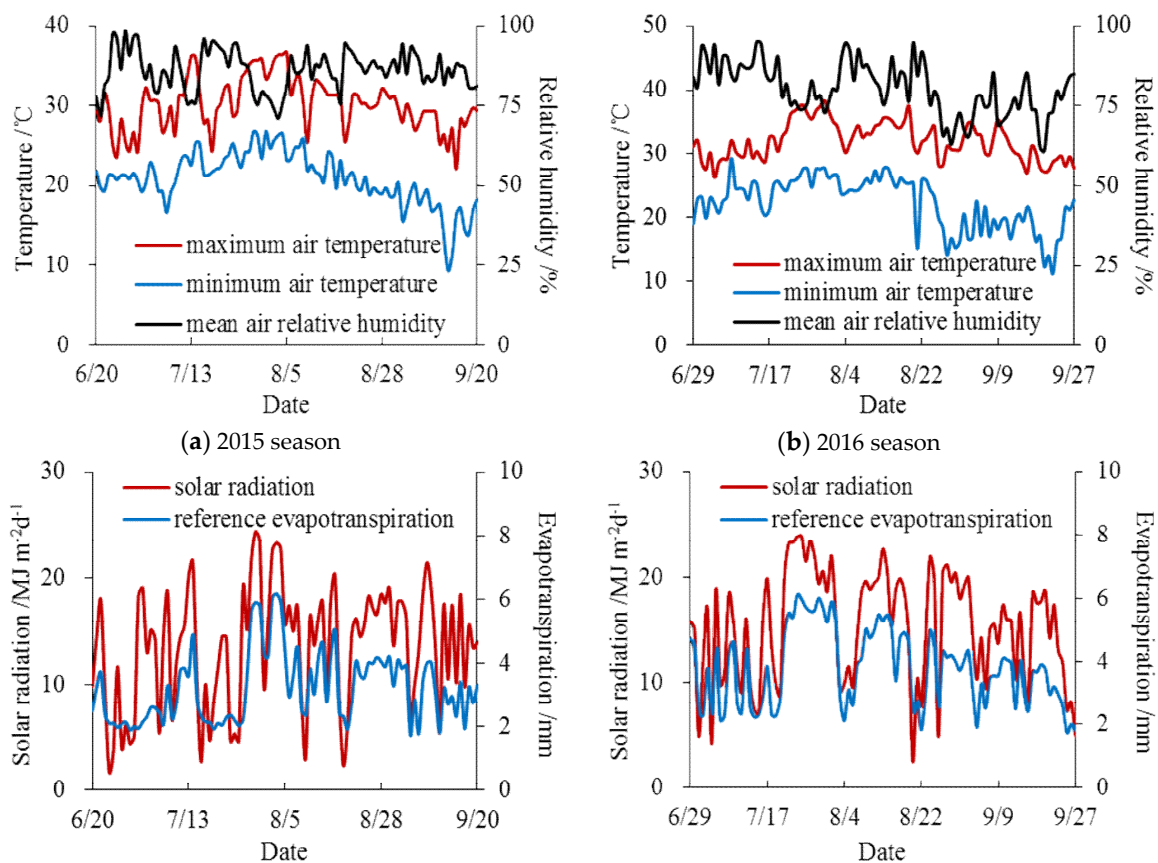 40
30
20
10
0
100
75
50
25
0
Temperature /℃
Relative humidity /%
maximum air temperature
minimum air temperature
mean air relative humidity
6/20 7/13 8/5 8/28 9/20
Date
(a) 2015 season
50
40
30
20
10
0
100
75
50
25
0
Temperature /℃
Relative humidity /%
maximum air temperature
minimum air temperature
mean air relative humidity
6/29 7/17 8/4 8/22 9/9 9/27
Date
(b) 2016 season
30
20
10
0
10
8
6
4
2
0
Solar radiation /MJ m-2d-1
Evapotranspiration /mm
solar radiation
reference evapotranspiration
6/20 7/13 8/5 8/28 9/20
Date
30
20
10
0
10
8
6
4
2
0
Solar radiation /MJ m-2d-1
Evapotranspiration /mm
solar radiation
reference evapotranspiration
6/29 7/17 8/4 8/22 9/9 9/27
Date